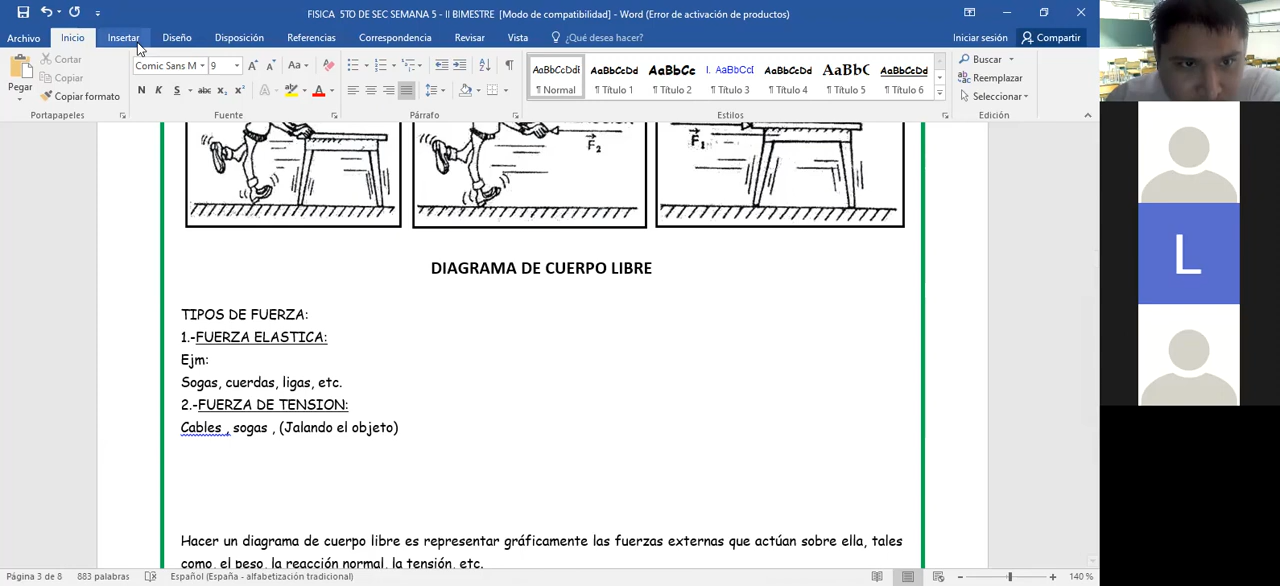 FISICA 5TO DE SEC SEMANA 5 - II BIMESTRE [Modo de compatibilidad] - Word (Error de activación de productos)
Archivo Inicio Insertar Diseño Disposición Referencias Correspondencia Revisar Vista ¿Qué desea hacer? Iniciar sesión Compartir
Pegar
Cortar
Copiar
Copiar formato
Portapapeles
Comic Sans M 9
N K S abc x₂ x²
Fuente
Párrafo
AaBbCcDdE AaBbCcDd AaBbCc I. AaBbCcI AaBbCcDd AaBbC AaBbCcDd
¶ Normal ¶ Título 1 ¶ Título 2 ¶ Título 3 ¶ Título 4 ¶ Título 5 ¶ Título 6
Estilos
Buscar
Reemplazar
Seleccionar
Edición
F₂
F₁
DIAGRAMA DE CUERPO LIBRE
TIPOS DE FUERZA:
1.-FUERZA ELASTICA:
Ejm:
Sogas, cuerdas, ligas, etc.
2.-FUERZA DE TENSION:
Cables , sogas , (Jalando el objeto)
Hacer un diagrama de cuerpo libre es representar gráficamente las fuerzas externas que actúan sobre ella, tales
como, el peso, la reacción normal, la tensión, etc.
L
Página 3 de 8 883 palabras Español (España - alfabetización tradicional) 140 %